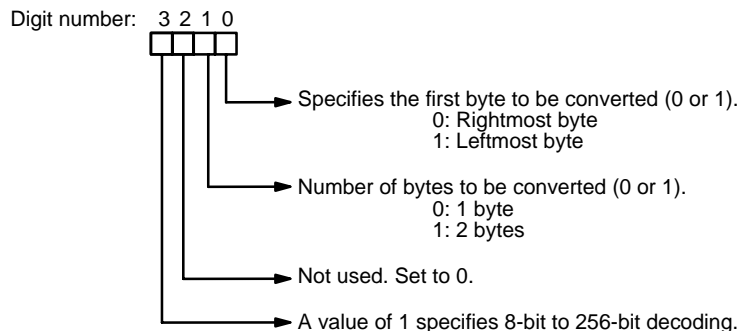 Digit number: 3 2 1 0
Specifies the first byte to be converted (0 or 1).
0: Rightmost byte
1: Leftmost byte
Number of bytes to be converted (0 or 1).
0: 1 byte
1: 2 bytes
Not used. Set to 0.
A value of 1 specifies 8-bit to 256-bit decoding.